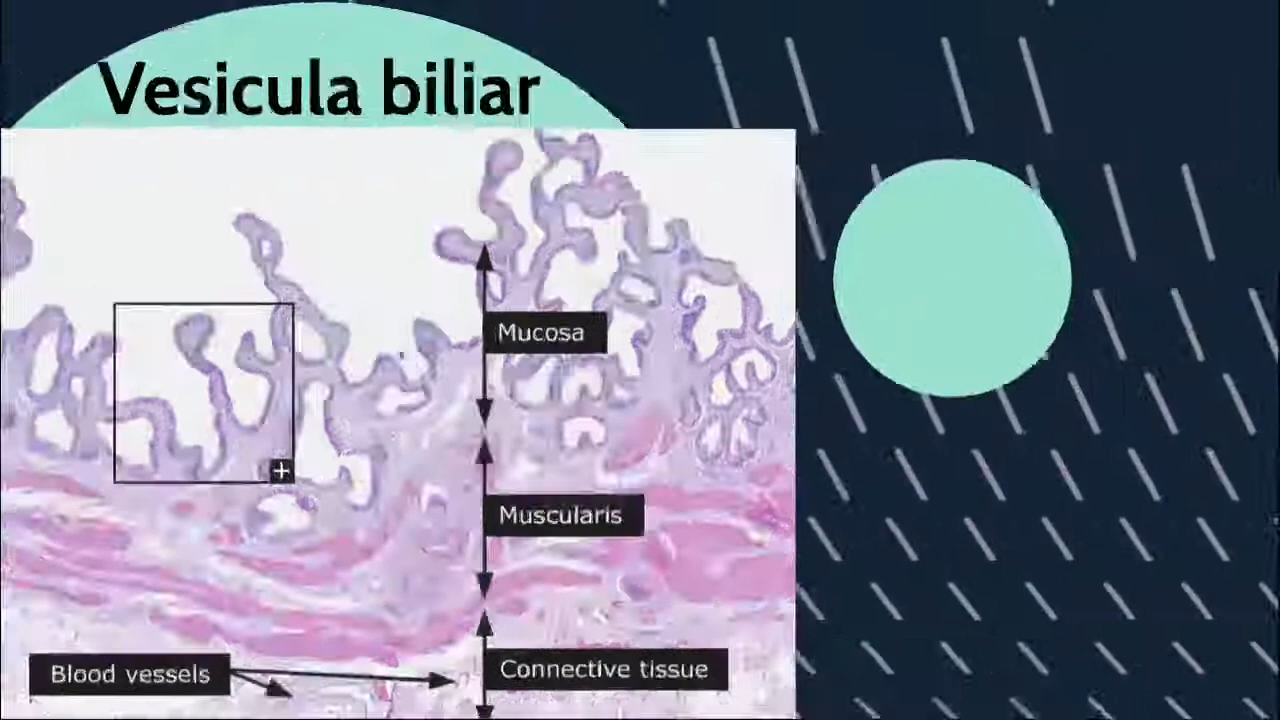 Vesicula biliar
Mucosa
Muscularis
Connective tissue
Blood vessels